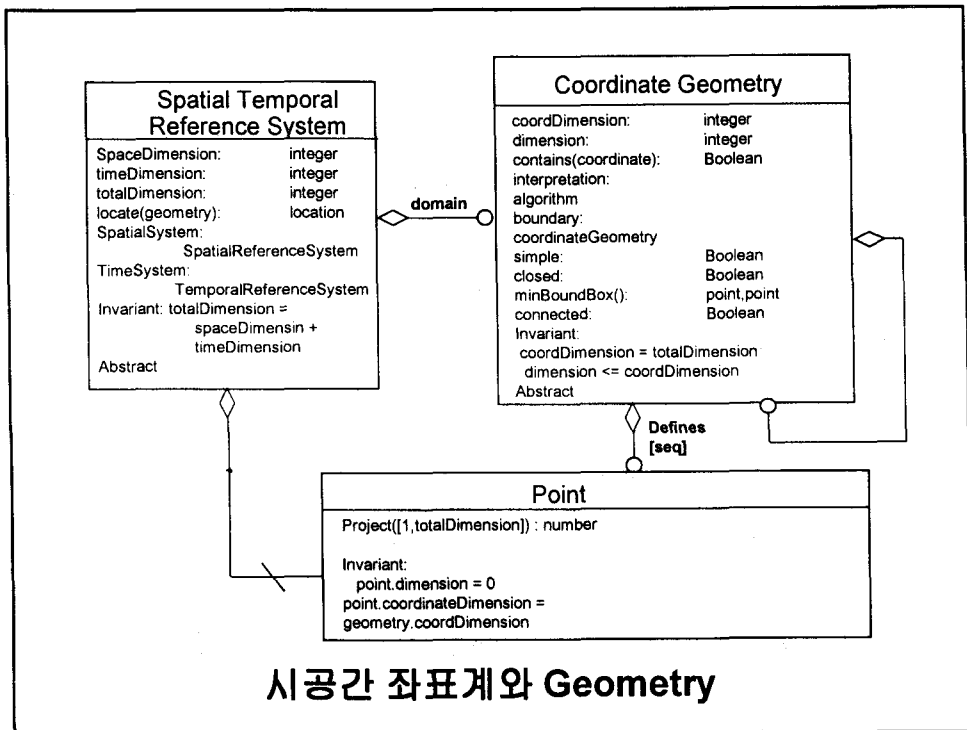 Spatial Temporal
Reference System
SpaceDimension: integer
timeDimension: integer
totalDimension: integer
locate(geometry): location
SpatialSystem:
SpatialReferenceSystem
TimeSystem:
TemporalReferenceSystem
Invariant: totalDimension =
spaceDimensin +
timeDimension
Abstract
domain
Coordinate Geometry
coordDimension: integer
dimension: integer
contains(coordinate): Boolean
interpretation:
algorithm
boundary:
coordinateGeometry
simple: Boolean
closed: Boolean
minBoundBox(): point,point
connected: Boolean
Invariant:
coordDimension = totalDimension
dimension <= coordDimension
Abstract
Defines
[seq]
Point
Project([1,totalDimension]) : number
Invariant:
point.dimension = 0
point.coordinateDimension =
geometry.coordDimension
시공간 좌표계와 Geometry